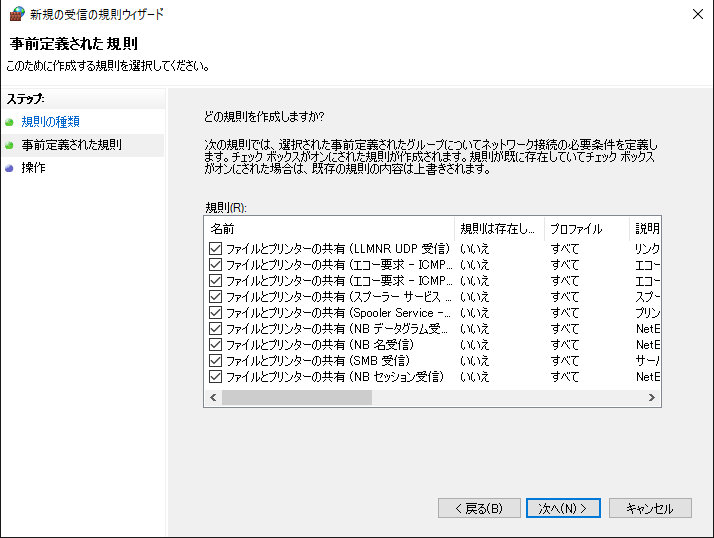 新規の受信の規則ウィザード
事前定義された規則
このために作成する規則を選択してください。
ステップ:
規則の種類
事前定義された規則
操作
どの規則を作成しますか?
次の規則では、選択された事前定義されたグループについてネットワーク接続の必要条件を定義し
ます。チェック ボックスがオンにされた規則が作成されます。規則が既に存在していてチェック ボックス
がオンにされた場合は、既存の規則の内容は上書きされます。
規則(R):
名前 規則は存在し... プロファイル 説明
ファイルとプリンターの共有 (LLMNR UDP 受信) いいえ すべて リンク
ファイルとプリンターの共有 (エコー要求 - ICMP... いいえ すべて エコー
ファイルとプリンターの共有 (エコー要求 - ICMP... いいえ すべて エコー
ファイルとプリンターの共有 (スプーラー サービス ... いいえ すべて スプー
ファイルとプリンターの共有 (Spooler Service -... いいえ すべて プリン
ファイルとプリンターの共有 (NB データグラム受... いいえ すべて NetE
ファイルとプリンターの共有 (NB 名受信) いいえ すべて NetE
ファイルとプリンターの共有 (SMB 受信) いいえ すべて サーバ
ファイルとプリンターの共有 (NB セッション受信) いいえ すべて NetE
< 戻る(B)
次へ(N) >
キャンセル